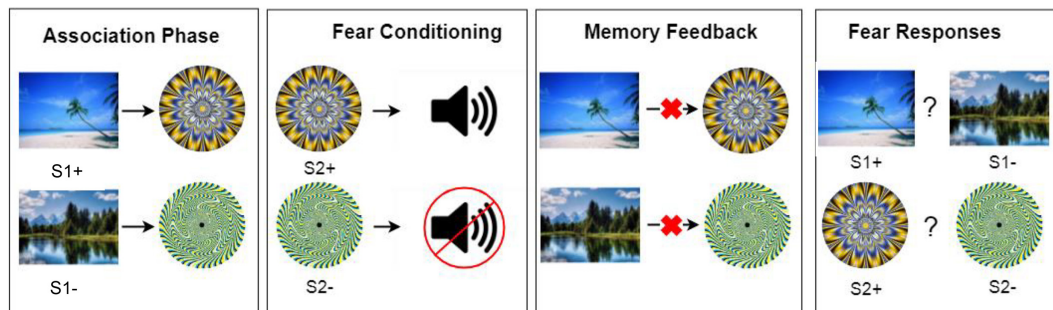 Association Phase
S1+
S1-
Fear Conditioning
S2+
S2-
Memory Feedback
Fear Responses
?
S1+ S1-
?
S2+ S2-